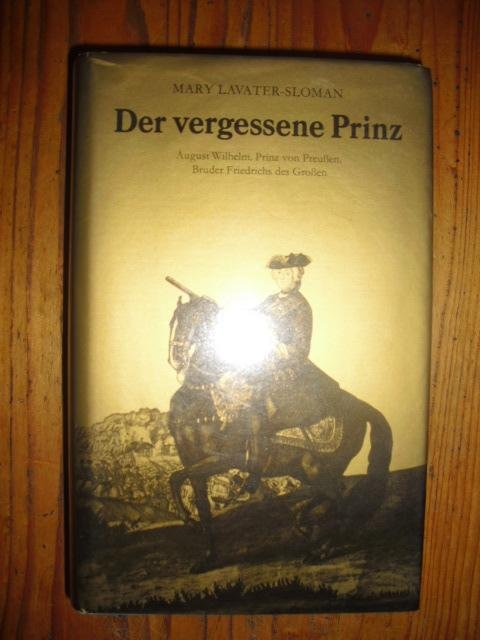 MARY LAVATER-SLOMAN
Der vergessene Prinz
August Wilhelm, Prinz von Preußen,
Bruder Friedrichs des Großen